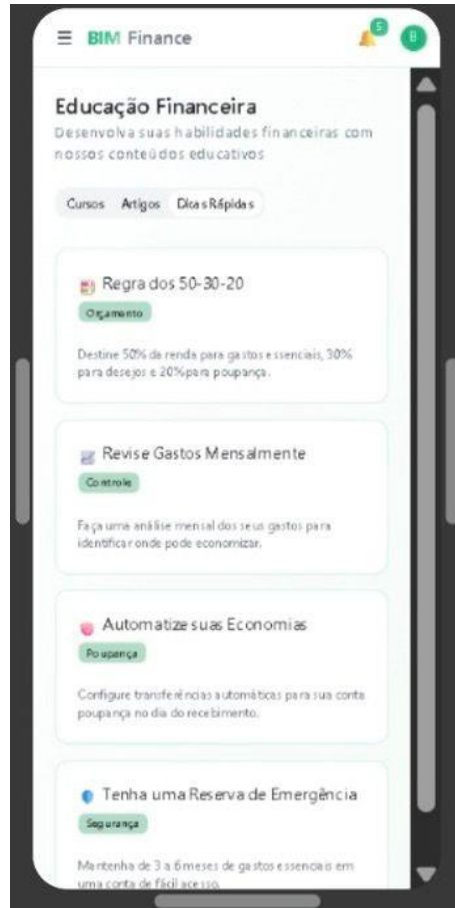 BIM Finance
5
B
Educação Financeira
Desenvolva suas habilidades financeiras com
nossos conteúdos educativos
Cursos Artigos Dicas Rápidas
Regra dos 50-30-20
Orçamento
Destine 50% da renda para gastos essenciais, 30%
para desejos e 20% para poupança.
Revise Gastos Mensalmente
Controle
Faça uma análise mensal dos seus gastos para
identificar onde pode economizar.
Automatize suas Economias
Poupança
Configure transferências automáticas para sua conta
poupança no dia do recebimento.
Tenha uma Reserva de Emergência
Segurança
Mantenha de 3 a 6 meses de gastos essenciais em
uma conta de fácil acesso.